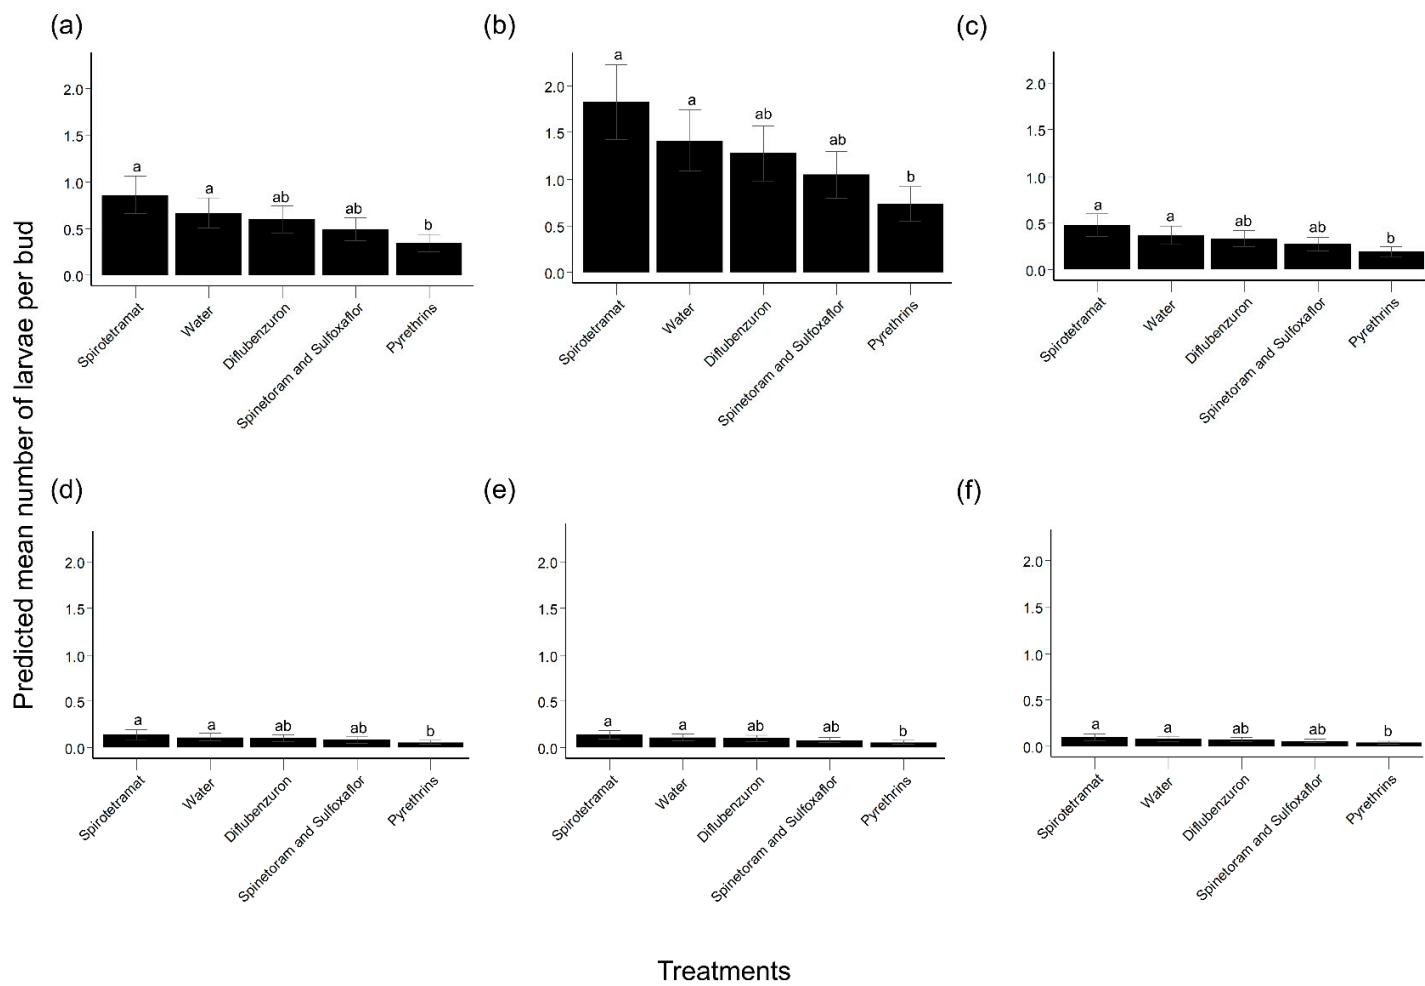 (a)
2.0
1.5
1.0
0.5
0.0
a
a
ab
ab
b
Spirotetramat
Water
Diflubenzuron
Spinetoram and Sulfoxaflor
Pyrethrins
(b)
2.0
1.5
1.0
0.5
0.0
a
a
ab
ab
b
Spirotetramat
Water
Diflubenzuron
Spinetoram and Sulfoxaflor
Pyrethrins
(c)
2.0
1.5
1.0
0.5
0.0
a
a
ab
ab
b
Spirotetramat
Water
Diflubenzuron
Spinetoram and Sulfoxaflor
Pyrethrins
Predicted mean number of larvae per bud
(d)
2.0
1.5
1.0
0.5
0.0
a
a
ab
ab
b
Spirotetramat
Water
Diflubenzuron
Spinetoram and Sulfoxaflor
Pyrethrins
(e)
2.0
1.5
1.0
0.5
0.0
a
a
ab
ab
b
Spirotetramat
Water
Diflubenzuron
Spinetoram and Sulfoxaflor
Pyrethrins
(f)
2.0
1.5
1.0
0.5
0.0
a
a
ab
ab
b
Spirotetramat
Water
Diflubenzuron
Spinetoram and Sulfoxaflor
Pyrethrins
Treatments